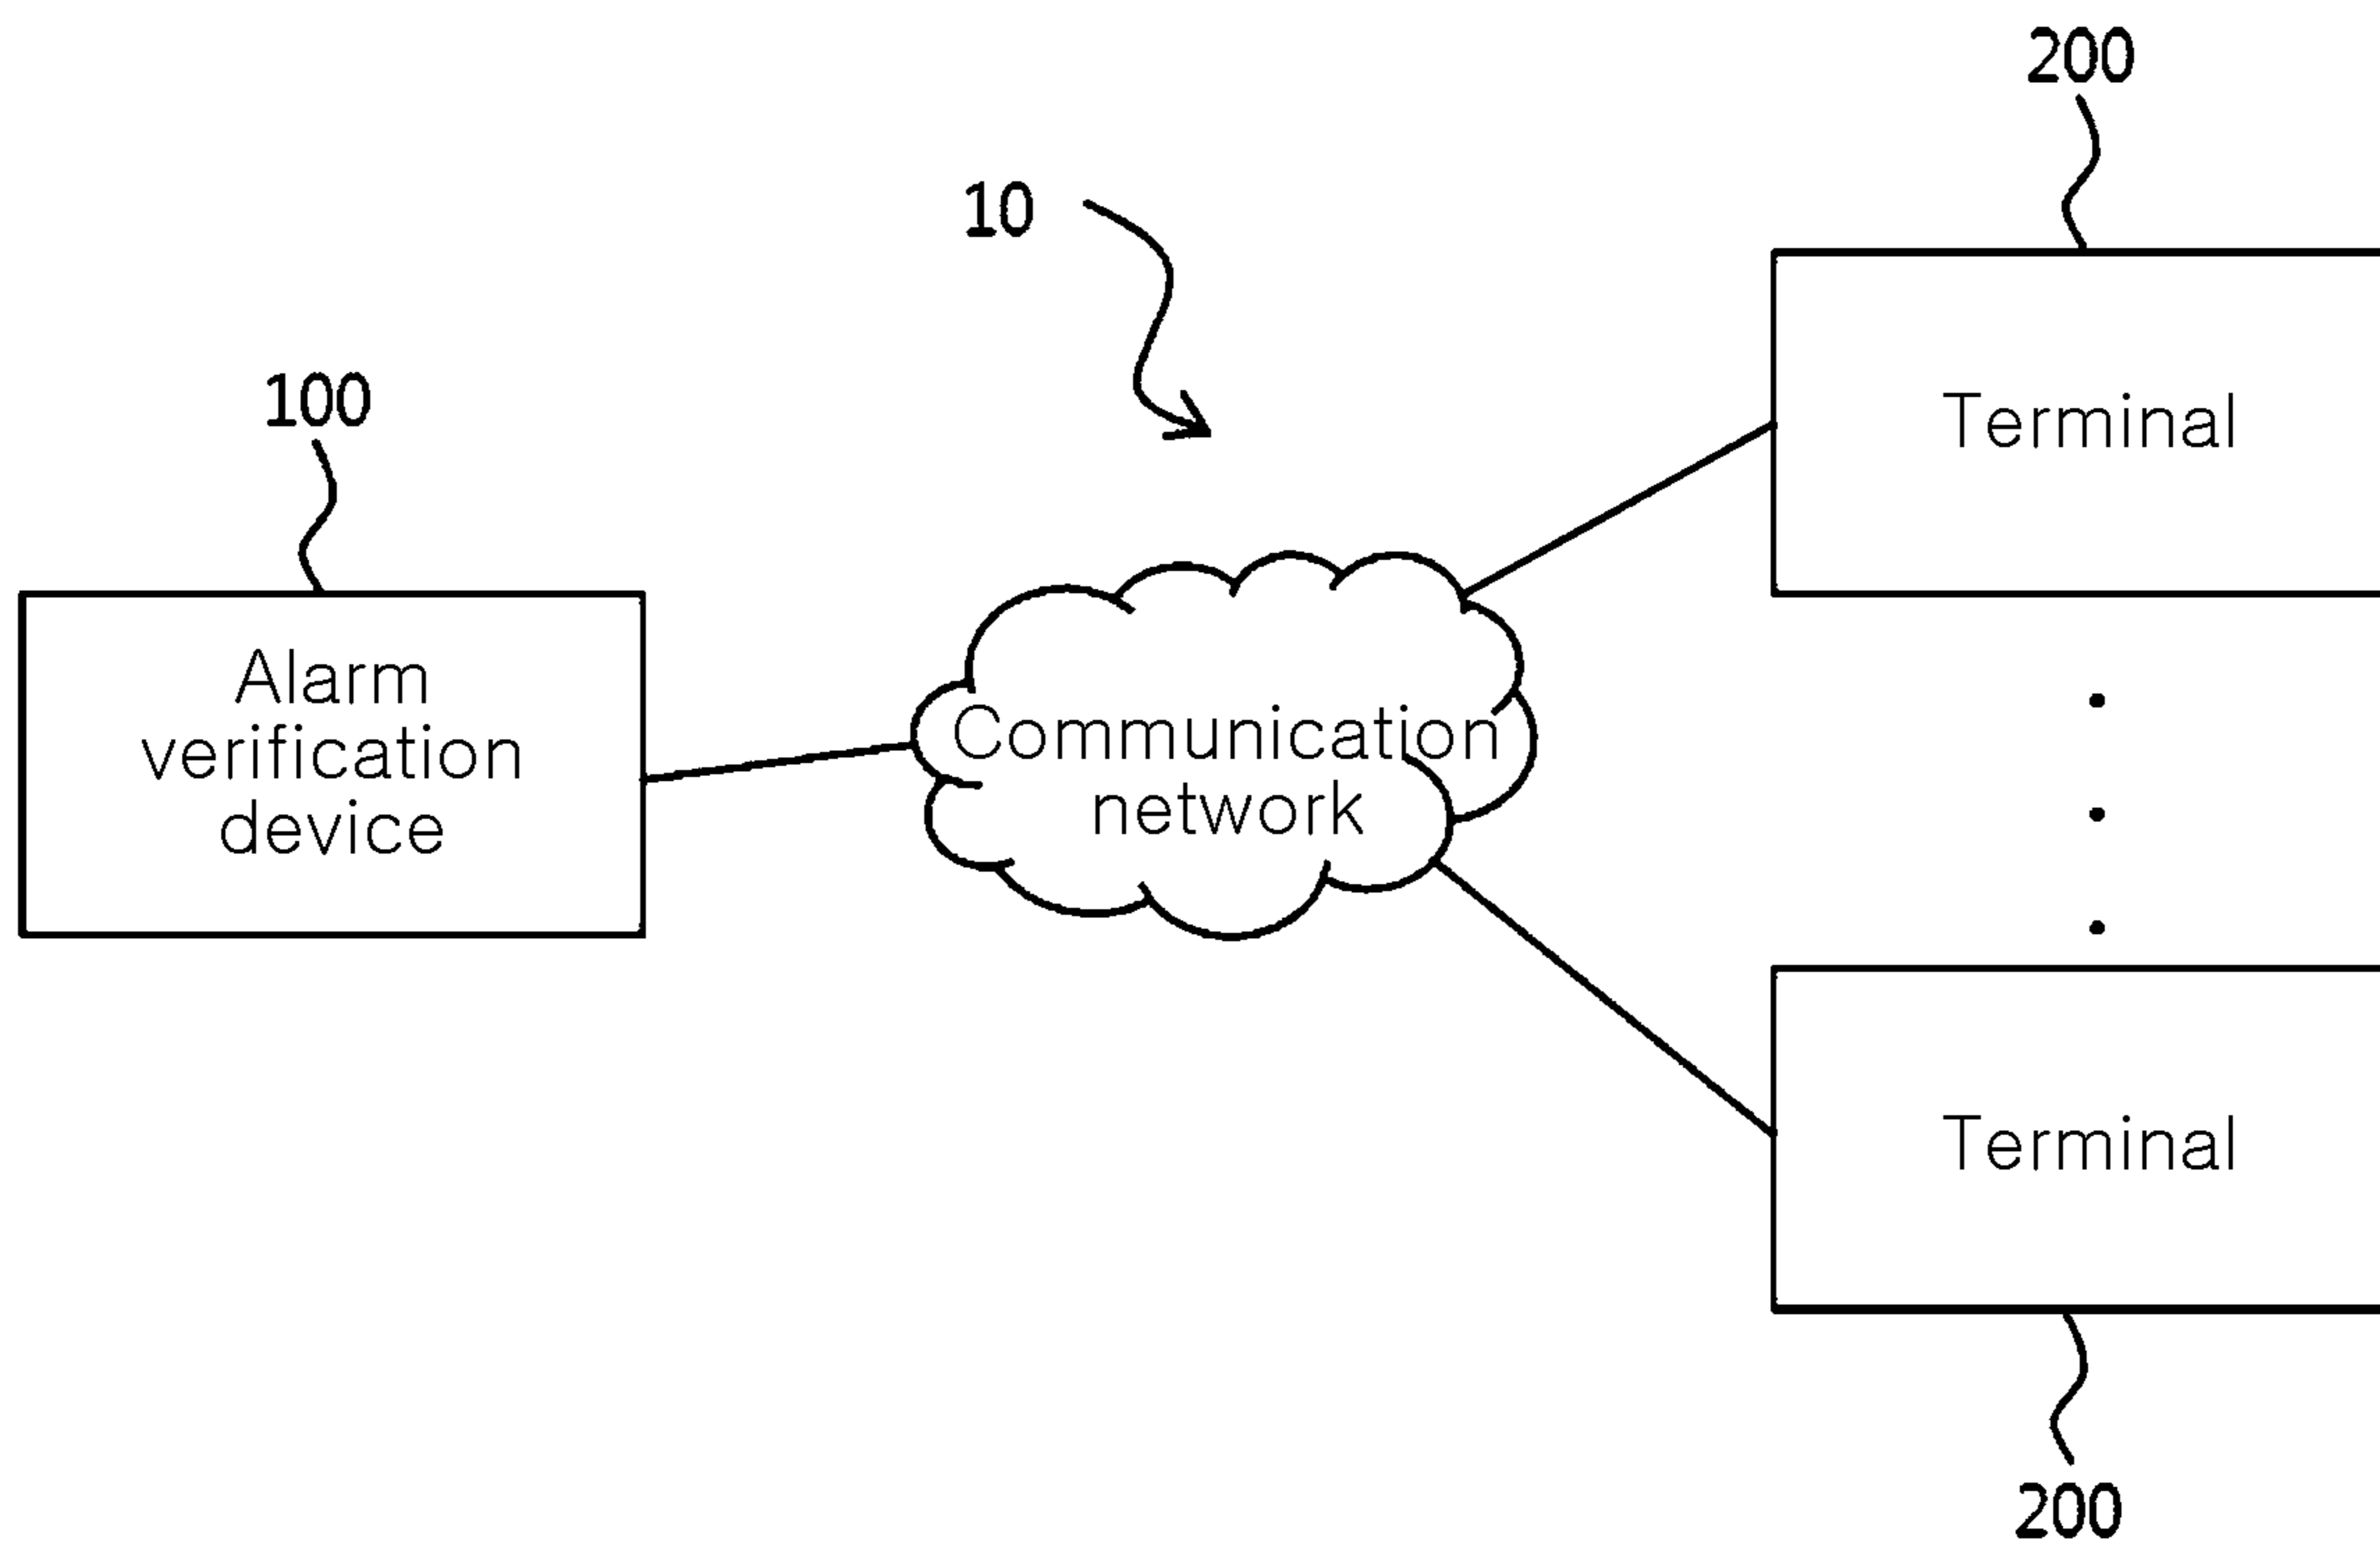 200
10
100
Terminal
Alarm
verification
device
Communication
network
Terminal
200